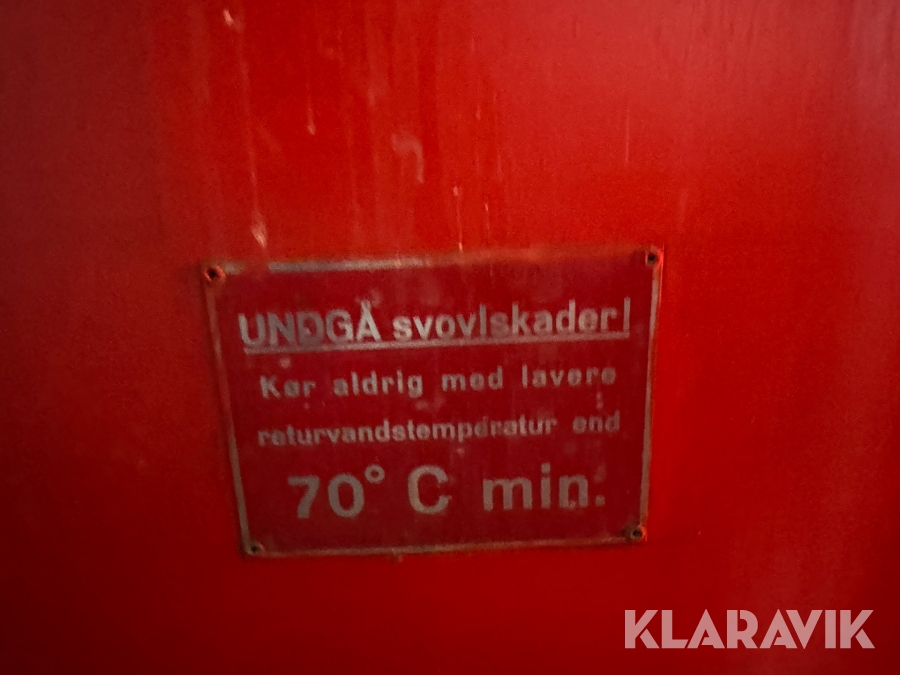 UNDGÅ svovlskader!
Kør aldrig med lavere
returvandstemperatur end
70° C min.
KLARAVIK